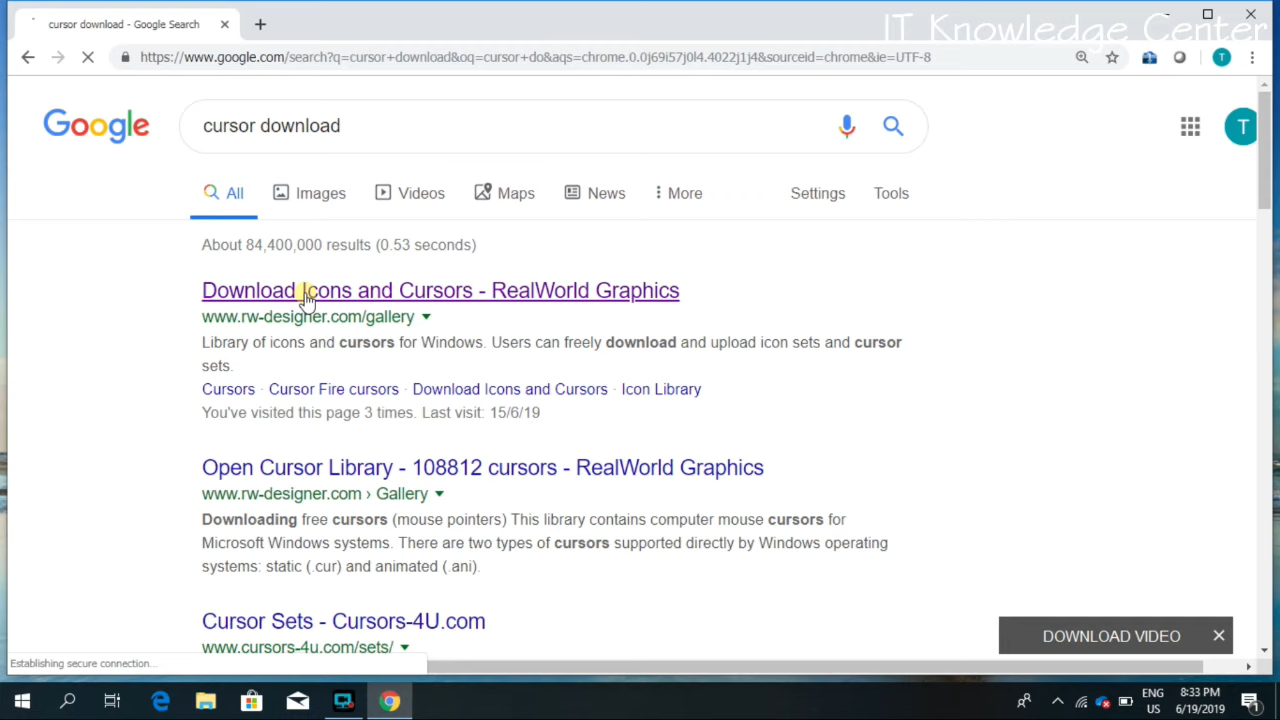 cursor download - Google Search
IT Knowledge Center
https://www.google.com/search?q=cursor+download&oq=cursor+do&aqs=chrome.0.0j69i57j0l4.4022j1j4&sourceid=chrome&ie=UTF-8
T
Google
cursor download
T
All
Images
Videos
Maps
News
More
Settings
Tools
About 84,400,000 results (0.53 seconds)
Download Icons and Cursors - RealWorld Graphics
www.rw-designer.com/gallery
Library of icons and cursors for Windows. Users can freely download and upload icon sets and cursor
sets.
Cursors · Cursor Fire cursors · Download Icons and Cursors · Icon Library
You've visited this page 3 times. Last visit: 15/6/19
Open Cursor Library - 108812 cursors - RealWorld Graphics
www.rw-designer.com › Gallery
Downloading free cursors (mouse pointers) This library contains computer mouse cursors for
Microsoft Windows systems. There are two types of cursors supported directly by Windows operating
systems: static (.cur) and animated (.ani).
Cursor Sets - Cursors-4U.com
www.cursors-4u.com/sets/
DOWNLOAD VIDEO
Establishing secure connection...
ENG
US
8:33 PM
6/19/2019
1